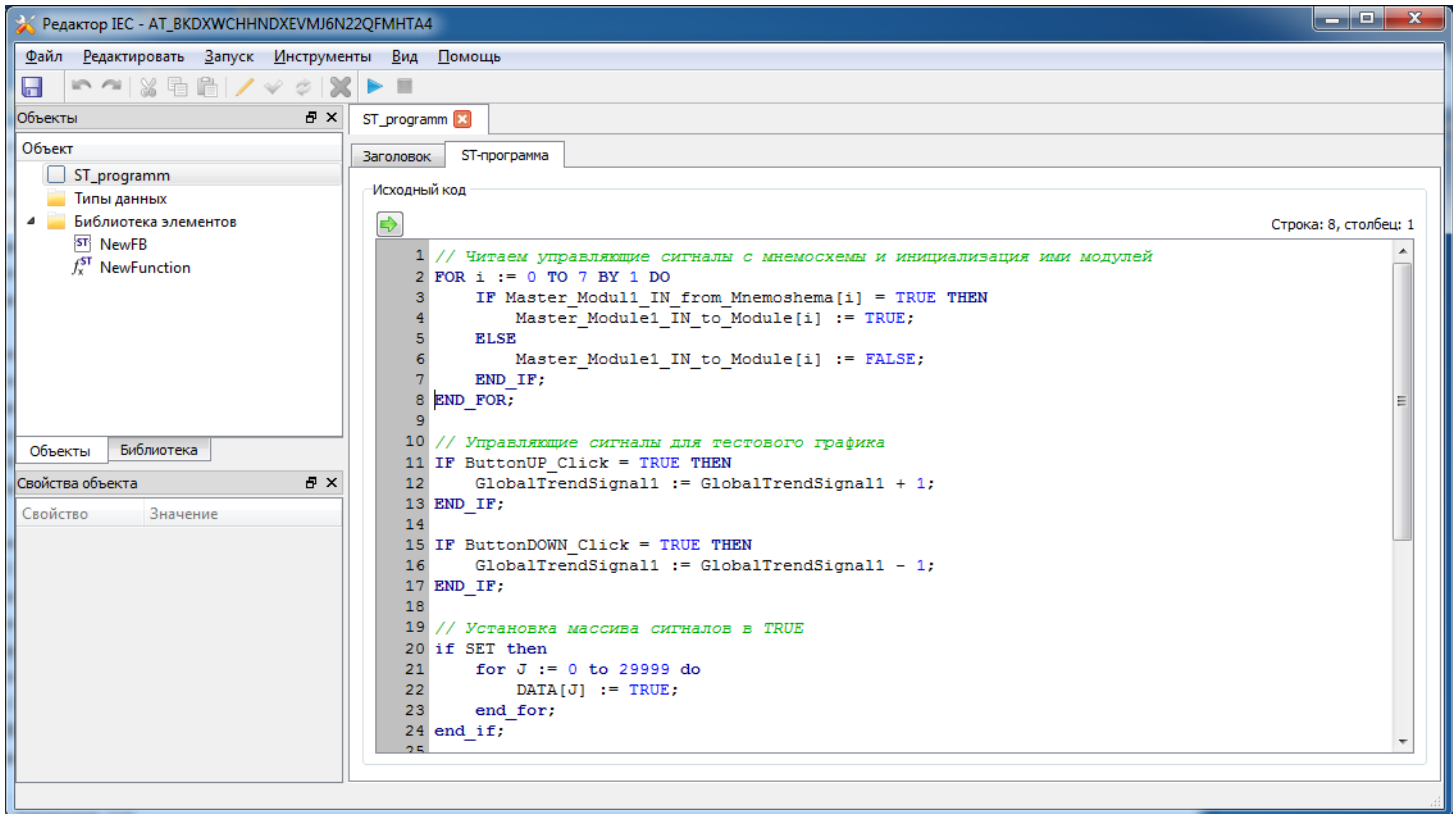 Редактор IEC - AT_BKDXWCHHNDXEVMJ6N22QFMHTA4
Файл Редактировать Запуск Инструменты Вид Помощь
Объекты
Объект
ST_programm
Типы данных
Библиотека элементов
ST NewFB
fxST NewFunction
Объекты Библиотека
Свойства объекта
Свойство Значение
ST_programm
Заголовок ST-программа
Исходный код
Строка: 8, столбец: 1
1 // Читаем управляющие сигналы с мнемосхемы и инициализация ими модулей
2 FOR i := 0 TO 7 BY 1 DO
3 IF Master_Modul1_IN_from_Mnemoshema[i] = TRUE THEN
4 Master_Module1_IN_to_Module[i] := TRUE;
5 ELSE
6 Master_Module1_IN_to_Module[i] := FALSE;
7 END_IF;
8 END_FOR;
9
10 // Управляющие сигналы для тестового графика
11 IF ButtonUP_Click = TRUE THEN
12 GlobalTrendSignal1 := GlobalTrendSignal1 + 1;
13 END_IF;
14
15 IF ButtonDOWN_Click = TRUE THEN
16 GlobalTrendSignal1 := GlobalTrendSignal1 - 1;
17 END_IF;
18
19 // Установка массива сигналов в TRUE
20 if SET then
21 for J := 0 to 29999 do
22 DATA[J] := TRUE;
23 end_for;
24 end_if;
25